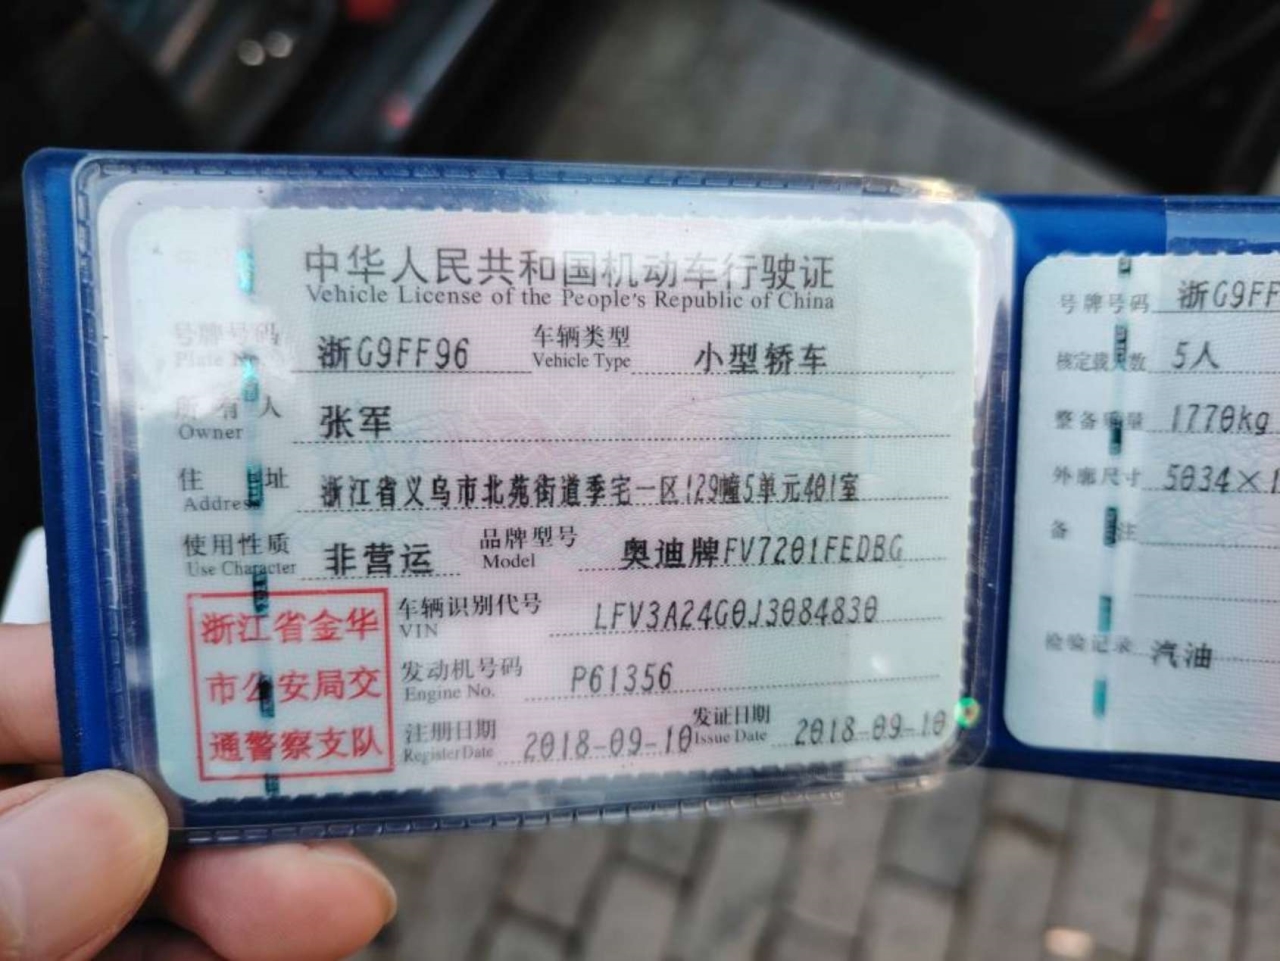 中华人民共和国机动车行驶证
Vehicle License of the People's Republic of China
号牌号码 浙G9FF96 车辆类型 小型轿车
Plate Vehicle Type
所有人 张军
Owner
住址 浙江省义乌市北苑街道季宅一区129幢5单元401室
Address
使用性质 非营运 品牌型号 奥迪牌FV7201FEDBG
Use Character Model
车辆识别代号 LFV3A24G0J3084830
VIN
发动机号码 P61356
Engine No.
注册日期 2018-09-10 发证日期 2018-09-10
Register Date Issue Date
浙江省金华
市公安局交
通警察支队
号牌号码 浙G9FF
核定载人数 5人
整备质量 1770kg
外廓尺寸 5034×1
备注
检验记录 汽油